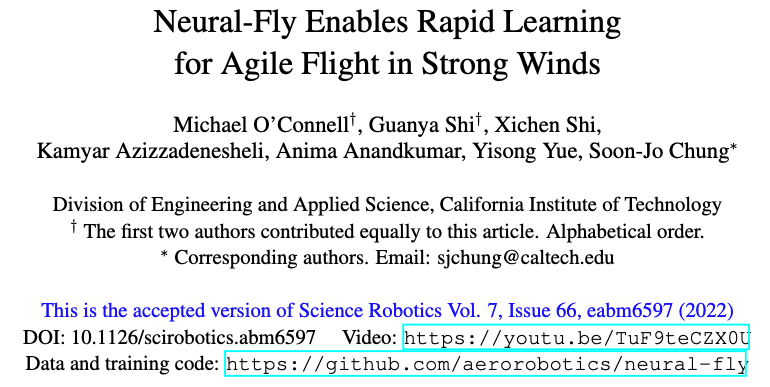 Neural-Fly Enables Rapid Learning
for Agile Flight in Strong Winds
Michael O’Connell†, Guanya Shi†, Xichen Shi,
Kamyar Azizzadenesheli, Anima Anandkumar, Yisong Yue, Soon-Jo Chung*
Division of Engineering and Applied Science, California Institute of Technology
† The first two authors contributed equally to this article. Alphabetical order.
* Corresponding authors. Email: sjchung@caltech.edu
This is the accepted version of Science Robotics Vol. 7, Issue 66, eabm6597 (2022)
DOI: 10.1126/scirobotics.abm6597 Video: https://youtu.be/TuF9teCZX0U
Data and training code: https://github.com/aerorobotics/neural-fly